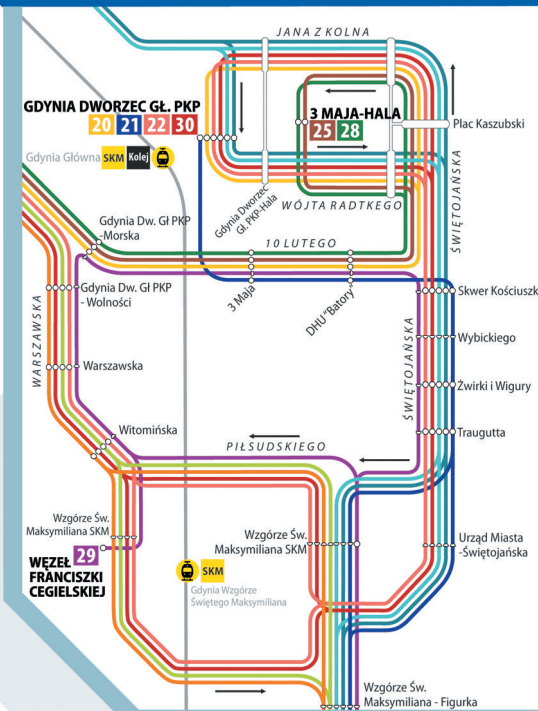 JANA Z KOLNA
GDYNIA DWORZEC GŁ. PKP
20 21 22 30
3 MAJA-HALA
25 28
Plac Kaszubski
Gdynia Główna SKM Kolej
Gdynia Dworzec
Gł. PKP-Hala
WÓJTA RADTKEGO
ŚWIĘTOJAŃSKA
Gdynia Dw. Gł PKP
-Morska
10 LUTEGO
Gdynia Dw. Gł PKP
- Wolności
3 Maja
DHU "Batory"
Skwer Kościuszk
WARSZAWSKA
Wybickiego
Warszawska
ŚWIĘTOJAŃSKA
Żwirki i Wigury
Witomińska
PIŁSUDSKIEGO
Traugutta
Wzgórze Św.
Maksymiliana SKM
WĘZEŁ 29
FRANCISZKI
CEGIELSKIEJ
Wzgórze Św.
Maksymiliana SKM
Urząd Miasta
-Świętojańska
SKM
Gdynia Wzgórze
Świętego Maksymiliana
Wzgórze Św.
Maksymiliana - Figurka